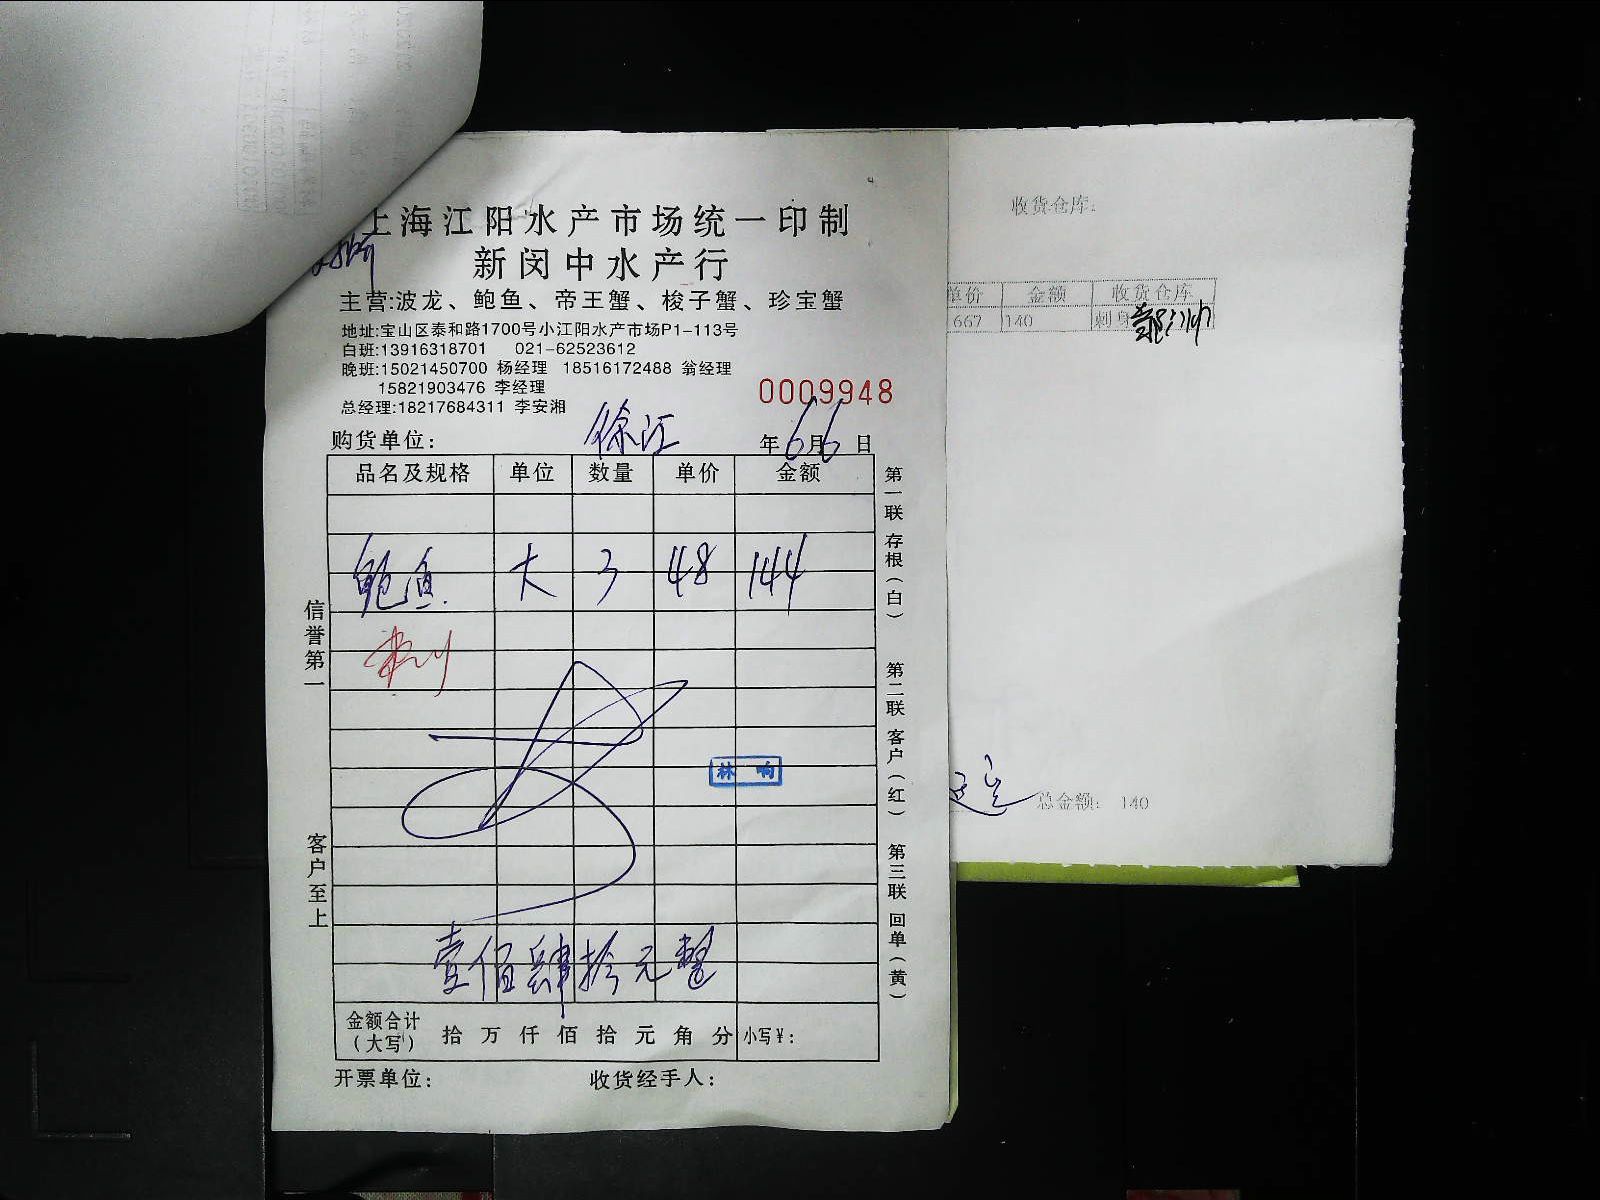 上海江阳水产市场统一印制
新闵中水产行
主营:波龙、鲍鱼、帝王蟹、梭子蟹、珍宝蟹
地址:宝山区泰和路1700号小江阳水产市场P1-113号
白班:13916318701 021-62523612
晚班:15021450700 杨经理 18516172488 翁经理
15821903476 李经理
总经理:18217684311 李安湘
0009948
购货单位: 徐汇 年6月6日
品名及规格 单位 数量 单价 金额
鲍鱼 大 3 48 144
林 响
壹佰肆拾元整
金额合计(大写) 拾 万 仟 佰 拾 元 角 分 小写¥:
开票单位: 收货经手人:
信誉第一
客户至上
第一联 存根(白)
第二联 客户(红)
第三联 回单(黄)
收货仓库:
单价 金额 收货仓库
667 140 刺身
总金额: 140